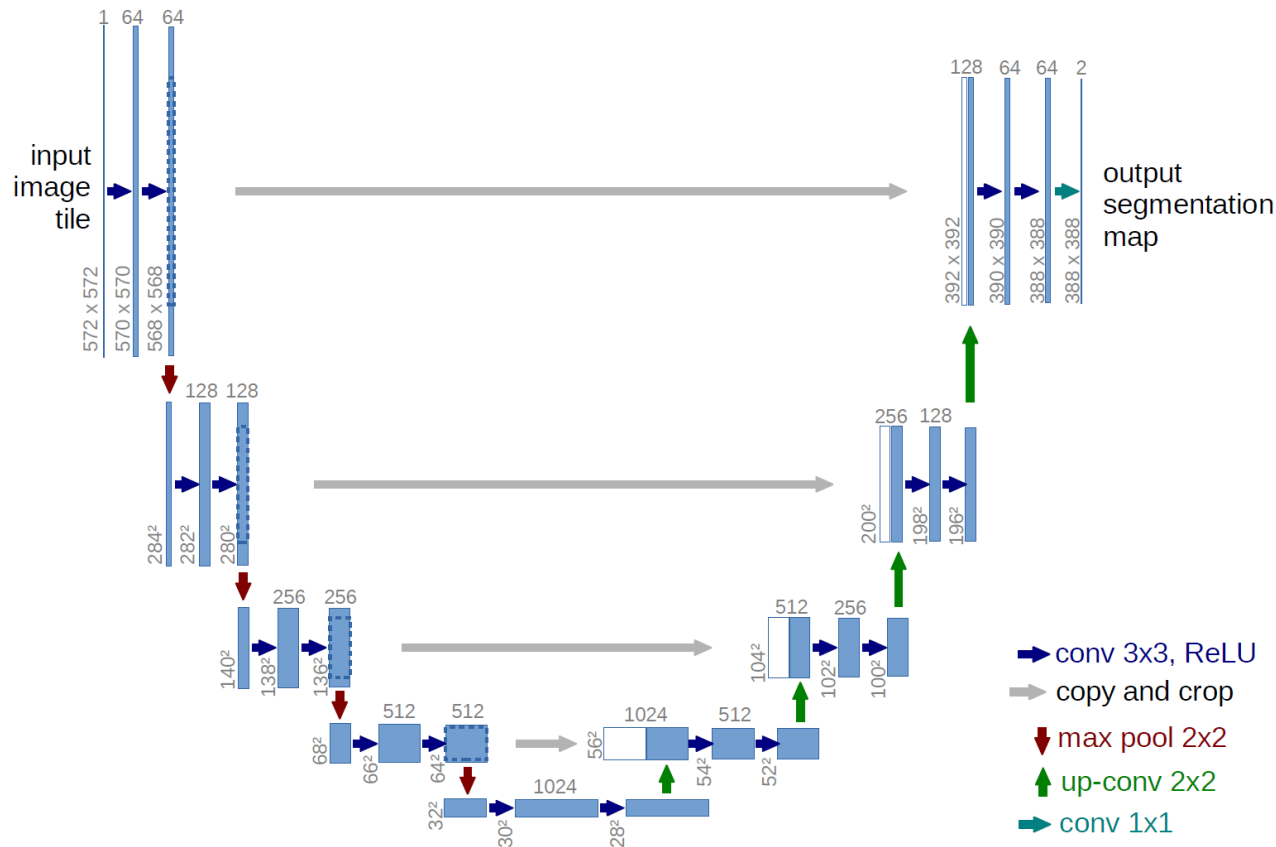 1 64 64
input
image
tile
572 x 572
570 x 570
568 x 568
128 64 64 2
output
segmentation
map
392 x 392
390 x 390
388 x 388
388 x 388
128 128
284²
282²
280²
256 128
200²
198²
196²
256 256
140²
138²
136²
512 256
104²
102²
100²
512 512
68²
66²
64²
1024 512
56²
54²
52²
1024
32²
30²
28²
conv 3x3, ReLU
copy and crop
max pool 2x2
up-conv 2x2
conv 1x1